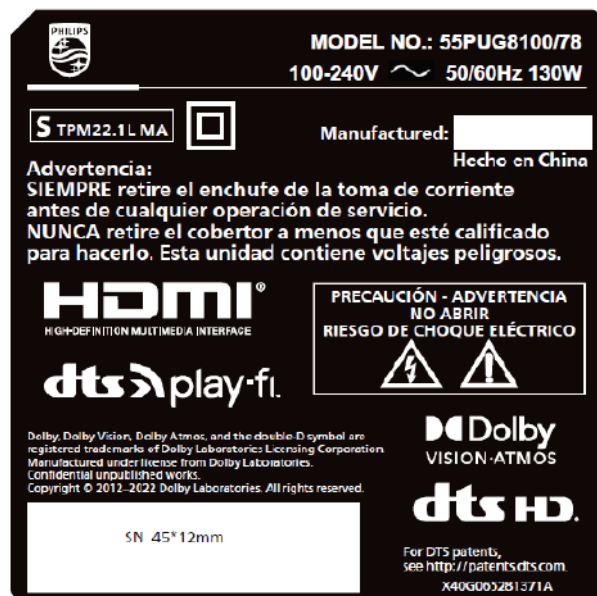 PHILIPS
MODEL NO.: 55PUG8100/78
100-240V ~ 50/60Hz 130W
S TPM22.1L MA
Manufactured:
Hecho en China
Advertencia:
SIEMPRE retire el enchufe de la toma de corriente
antes de cualquier operación de servicio.
NUNCA retire el cobertor a menos que esté calificado
para hacerlo. Esta unidad contiene voltajes peligrosos.
HDMI®
HIGH-DEFINITION MULTIMEDIA INTERFACE
PRECAUCIÓN - ADVERTENCIA
NO ABRIR
RIESGO DE CHOQUE ELÉCTRICO
dts play-fi.
Dolby, Dolby Vision, Dolby Atmos, and the double-D symbol are
registered trademarks of Dolby Laboratories Licensing Corporation
Manufactured under license from Dolby Laboratories.
Confidential unpublished works.
Copyright © 2012-2022 Dolby Laboratories. All rights reserved.
Dolby
VISION·ATMOS
dts HD.
SN 45*12mm
For DTS patents,
see http://patents.dts.com.
X40G065281371A